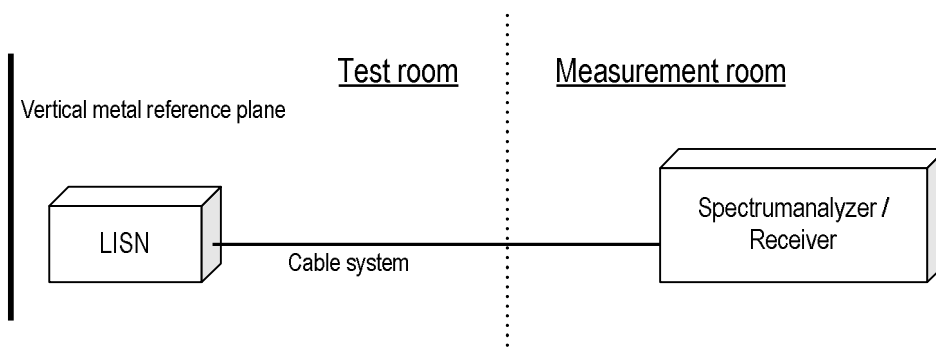 Test room
Measurement room
Vertical metal reference plane
LISN
Cable system
Spectrumanalyzer /
Receiver